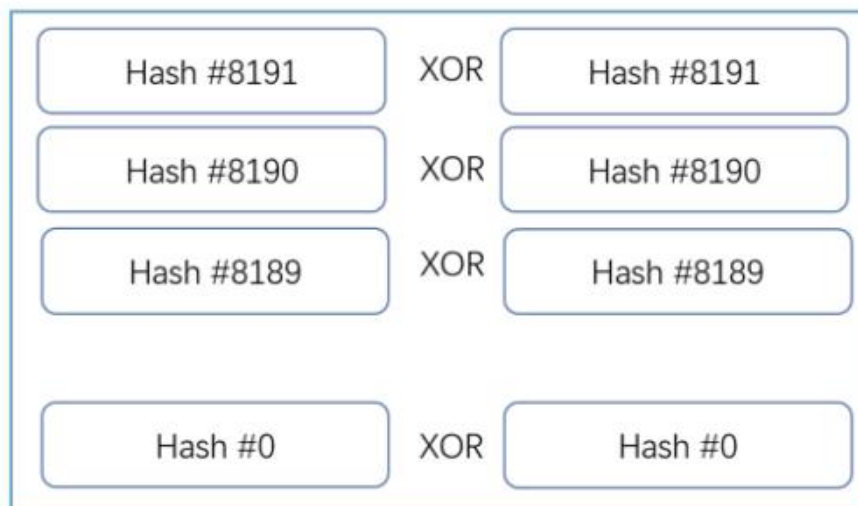 Hash #8191 XOR Hash #8191
Hash #8190 XOR Hash #8190
Hash #8189 XOR Hash #8189
Hash #0 XOR Hash #0